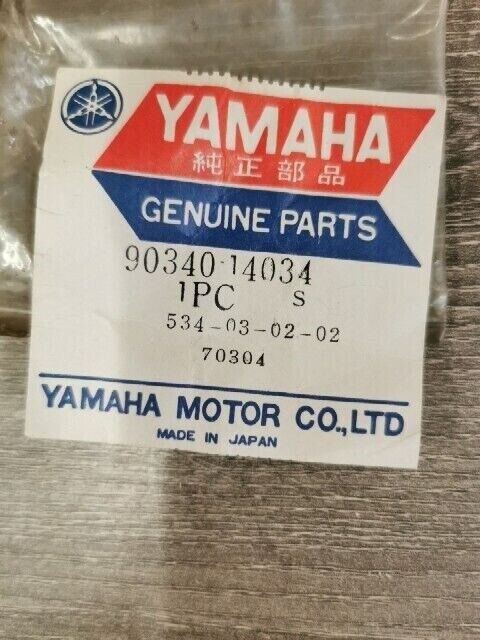 YAMAHA
純正部品
GENUINE PARTS
90340-14034
1PC S
534-03-02-02
70304
YAMAHA MOTOR CO.,LTD
MADE IN JAPAN